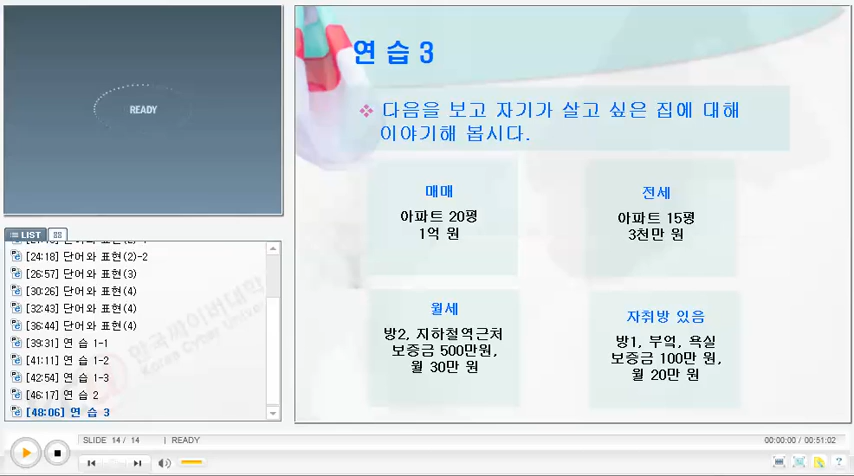 READY
LIST
[24:18] 단어와 표현(2)-2
[26:57] 단어와 표현(3)
[30:26] 단어와 표현(4)
[32:43] 단어와 표현(4)
[36:44] 단어와 표현(4)
[39:31] 연 습 1-1
[41:11] 연 습 1-2
[42:54] 연 습 1-3
[46:17] 연 습 2
[48:06] 연 습 3
연 습 3
다음을 보고 자기가 살고 싶은 집에 대해
이야기해 봅시다.
매매
아파트 20평
1억 원
전세
아파트 15평
3천만 원
월세
방2, 지하철역근처
보증금 500만원,
월 30만 원
자취방 있음
방1, 부엌, 욕실
보증금 100만 원,
월 20만 원
SLIDE 14 / 14 | READY
00:00:00 / 00:51:02